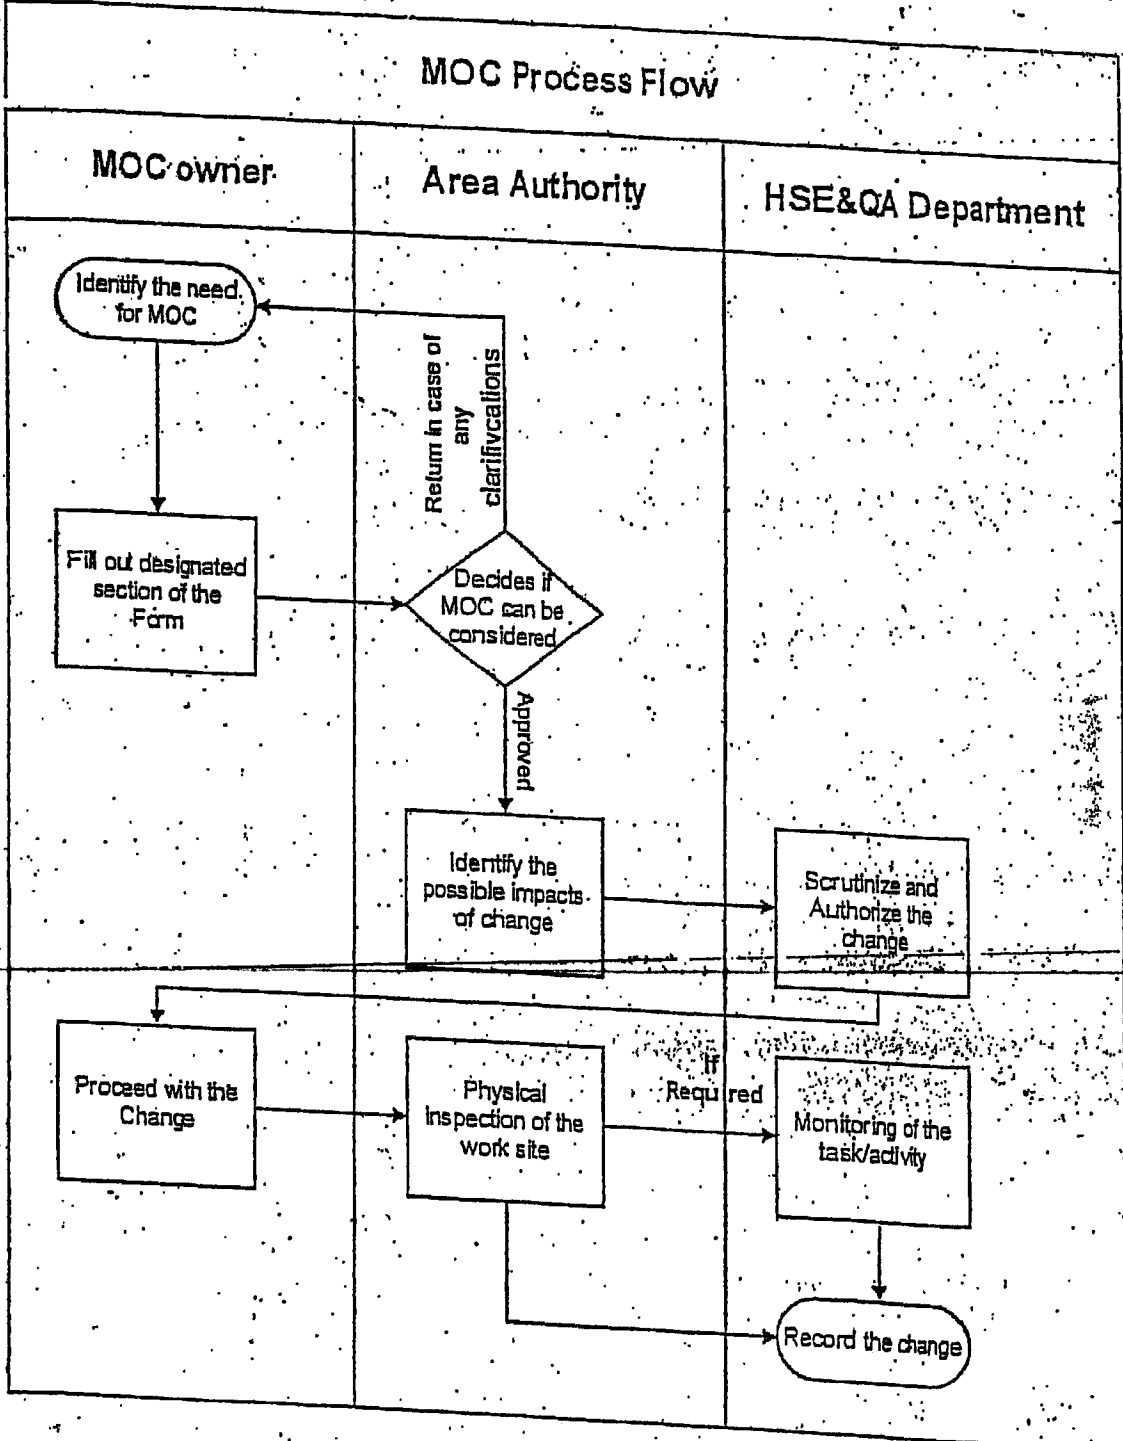 MOC Process Flow
MOC owner
Area Authority
HSE&QA Department
Identify the need
for MOC
Return in case of
any
clarifivcations
Fill out designated
section of the
Form
Decides if
MOC can be
considered
Approved
Identify the
possible impacts
of change
Scrutinize and
Authorize the
change
Proceed with the
Change
Physical
Inspection of the
work site
If
Required
Monitoring of the
task/activity
Record the change